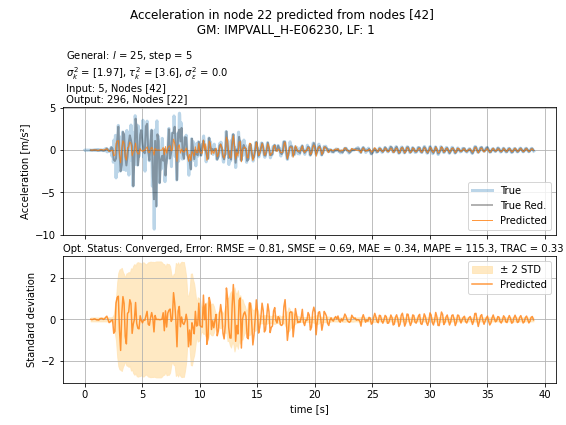 Acceleration in node 22 predicted from nodes [42]
GM: IMPVALL_H-E06230, LF: 1
General: l = 25, step = 5
σ²_k = [1.97], τ²_k = [3.6], σ²_ε = 0.0
Input: 5, Nodes [42]
Output: 296, Nodes [22]
5
0
−5
−10
Acceleration [m/s²]
True
True Red.
Predicted
Opt. Status: Converged, Error: RMSE = 0.81, SMSE = 0.69, MAE = 0.34, MAPE = 115.3, TRAC = 0.33
2
0
−2
Standard deviation
± 2 STD
Predicted
0 5 10 15 20 25 30 35 40
time [s]